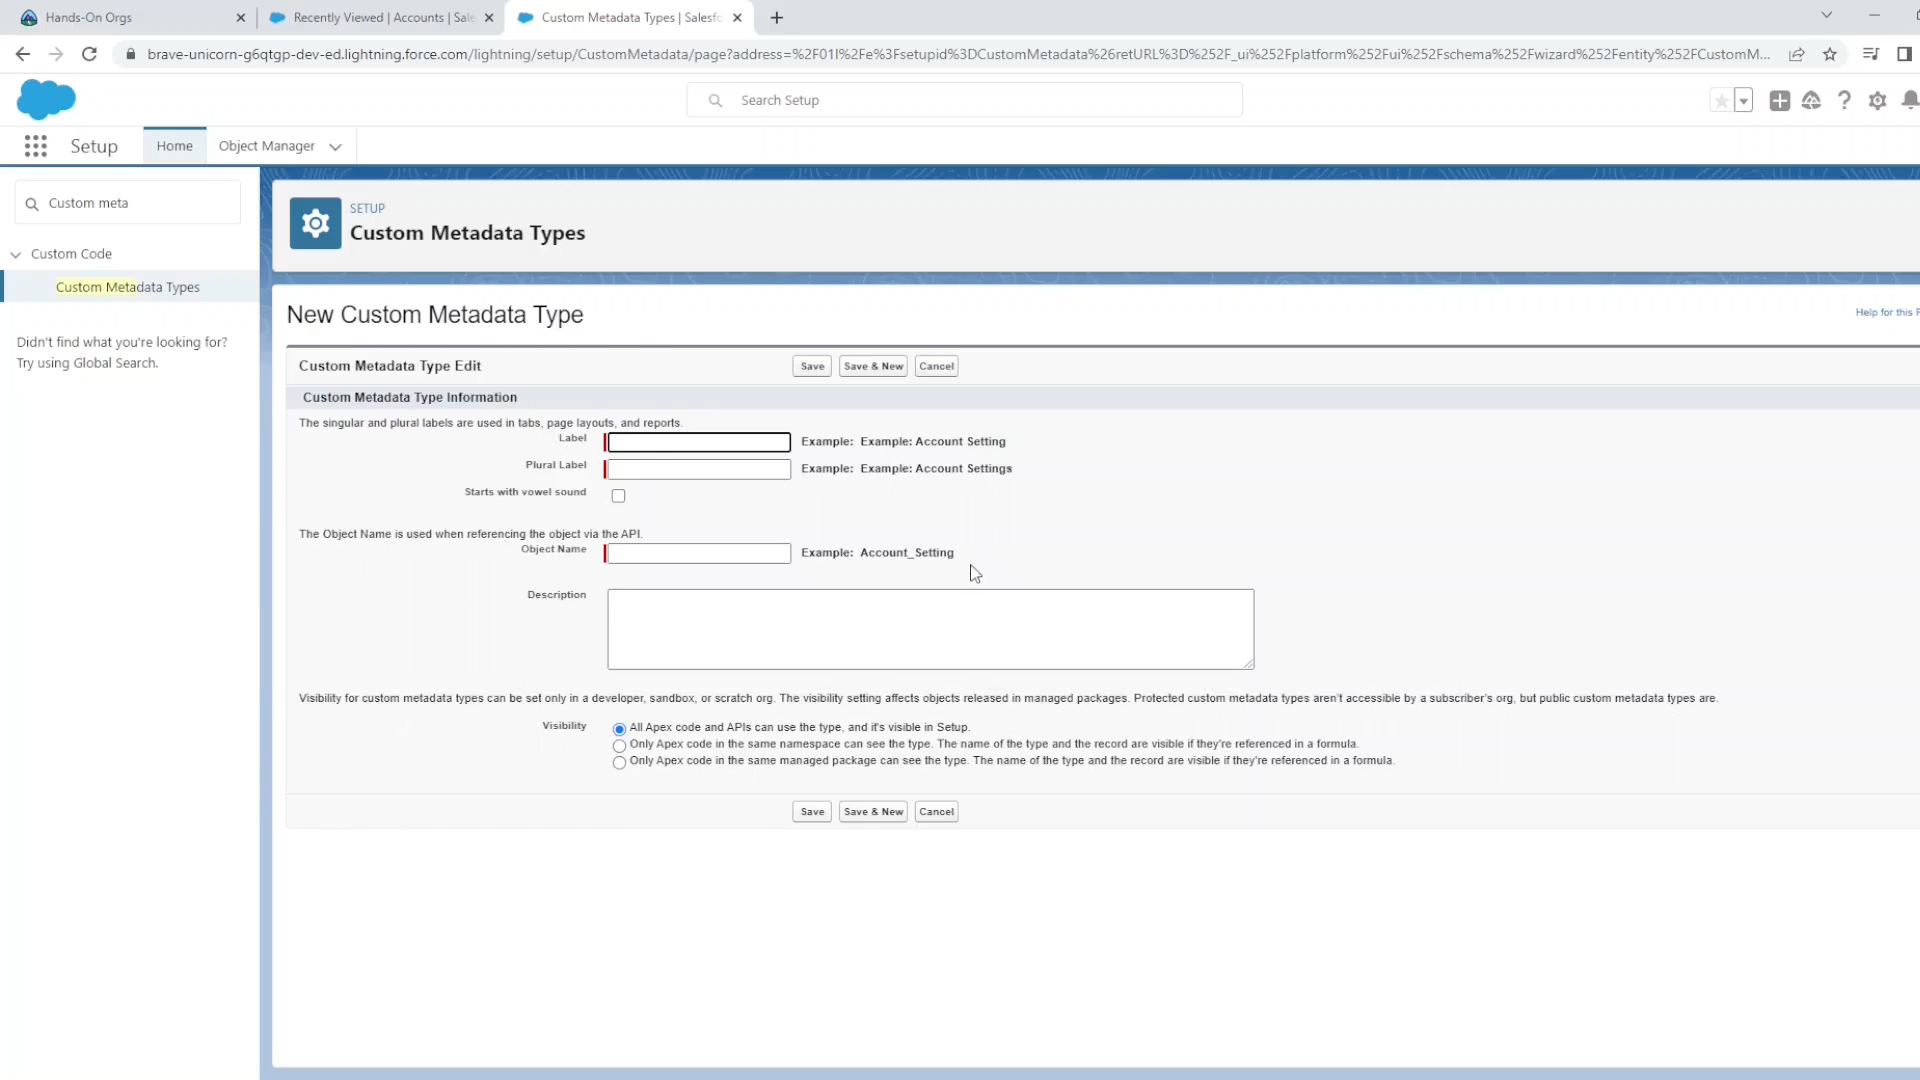 Hands-On Orgs
Recently Viewed | Accounts | Sale
Custom Metadata Types | Salesfo
brave-unicorn-g6qtgp-dev-ed.lightning.force.com/lightning/setup/CustomMetadata/page?address=%2F01I%2Fe%3Fsetupid%3DCustomMetadata%26retURL%3D%252F_ui%252Fplatform%252Fui%252Fschema%252Fwizard%252Fentity%252FCustomM...
Search Setup
Setup
Home
Object Manager
Custom meta
Custom Code
Custom Metadata Types
Didn't find what you're looking for?
Try using Global Search.
SETUP
Custom Metadata Types
New Custom Metadata Type
Help for this P
Custom Metadata Type Edit
Save
Save & New
Cancel
Custom Metadata Type Information
The singular and plural labels are used in tabs, page layouts, and reports.
Label
Example: Example: Account Setting
Plural Label
Example: Example: Account Settings
Starts with vowel sound
The Object Name is used when referencing the object via the API.
Object Name
Example: Account_Setting
Description
Visibility for custom metadata types can be set only in a developer, sandbox, or scratch org. The visibility setting affects objects released in managed packages. Protected custom metadata types aren't accessible by a subscriber's org, but public custom metadata types are.
Visibility
All Apex code and APIs can use the type, and it's visible in Setup.
Only Apex code in the same namespace can see the type. The name of the type and the record are visible if they're referenced in a formula.
Only Apex code in the same managed package can see the type. The name of the type and the record are visible if they're referenced in a formula.
Save
Save & New
Cancel